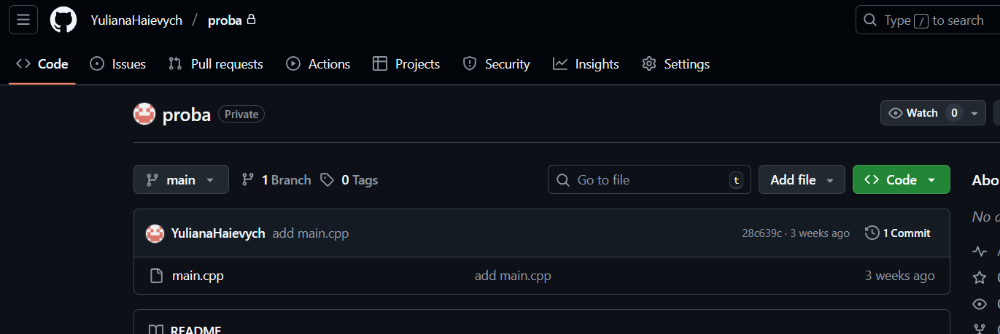 YulianaHaievych / proba
Type / to search
Code Issues Pull requests Actions Projects Security Insights Settings
proba Private
Watch 0
main 1 Branch 0 Tags
Go to file t
Add file
Code
YulianaHaievych add main.cpp 28c639c · 3 weeks ago 1 Commit
main.cpp add main.cpp 3 weeks ago
README
Abo
No